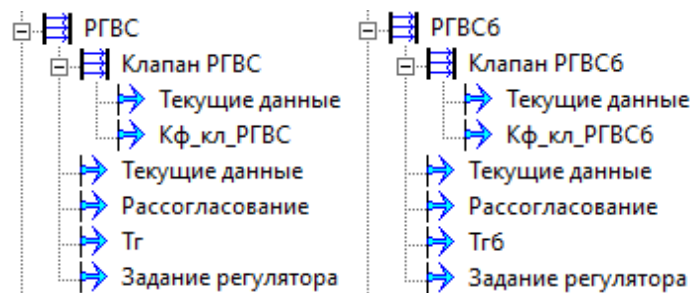 РГВС
Клапан РГВС
Текущие данные
Кф_кл_РГВС
Текущие данные
Рассогласование
Тг
Задание регулятора
РГВСб
Клапан РГВСб
Текущие данные
Кф_кл_РГВСб
Текущие данные
Рассогласование
Тгб
Задание регулятора